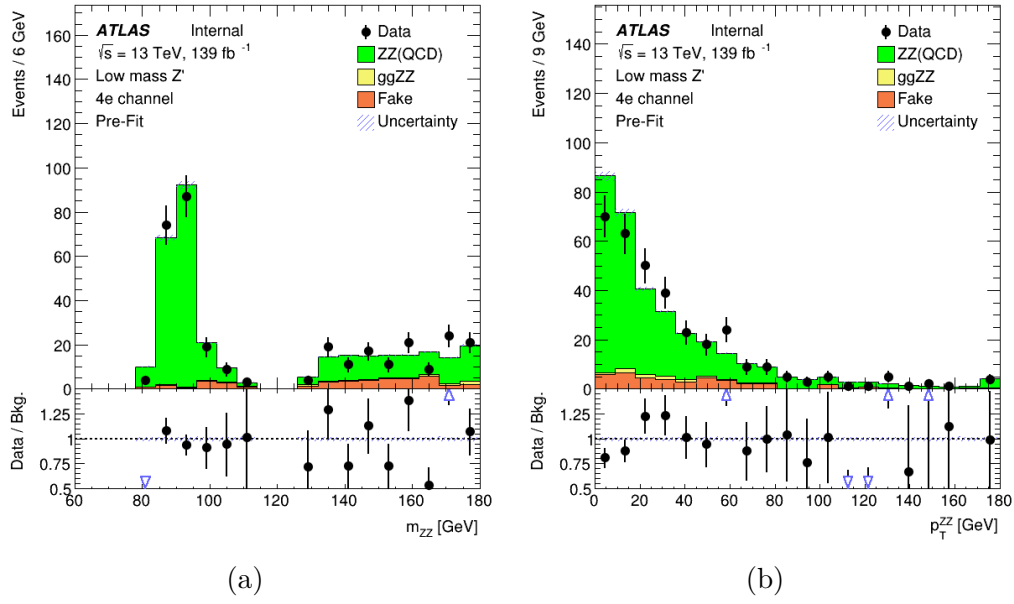 Events / 6 GeV
ATLAS Internal
√s = 13 TeV, 139 fb -1
Low mass Z'
4e channel
Pre-Fit
Data
ZZ(QCD)
ggZZ
Fake
Uncertainty
160
140
120
100
80
60
40
20
0
Data / Bkg.
1.25
1
0.75
0.5
60 80 100 120 140 160 180
m_ZZ [GeV]
(a)
Events / 9 GeV
ATLAS Internal
√s = 13 TeV, 139 fb -1
Low mass Z'
4e channel
Pre-Fit
Data
ZZ(QCD)
ggZZ
Fake
Uncertainty
140
120
100
80
60
40
20
0
Data / Bkg.
1.25
1
0.75
0.5
0 20 40 60 80 100 120 140 160 180
p_T^ZZ [GeV]
(b)